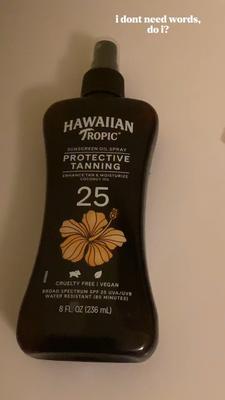 i dont need words,
do i?
HAWAIIAN
TROPIC®
SUNSCREEN OIL SPRAY
PROTECTIVE
TANNING
ENHANCE TAN & MOISTURIZE
COCONUT OIL
25
CRUELTY FREE | VEGAN
BROAD SPECTRUM SPF 25 UVA/UVB
WATER RESISTANT (80 MINUTES)
8 FL OZ (236 mL)